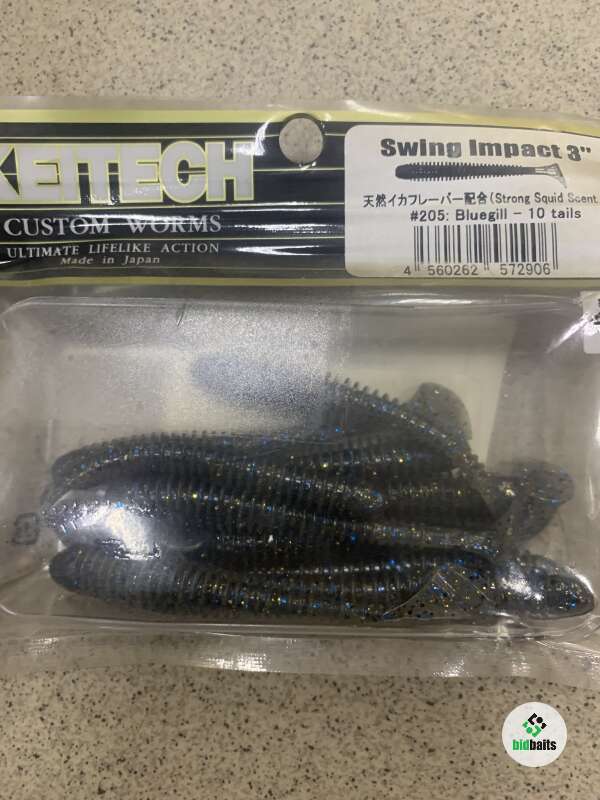 KEITECH
CUSTOM WORMS
ULTIMATE LIFELIKE ACTION
Made in Japan
Swing Impact 3"
天然イカフレーバー配合(Strong Squid Scent
#205: Bluegill - 10 tails
4 560262 572906
bidbaits